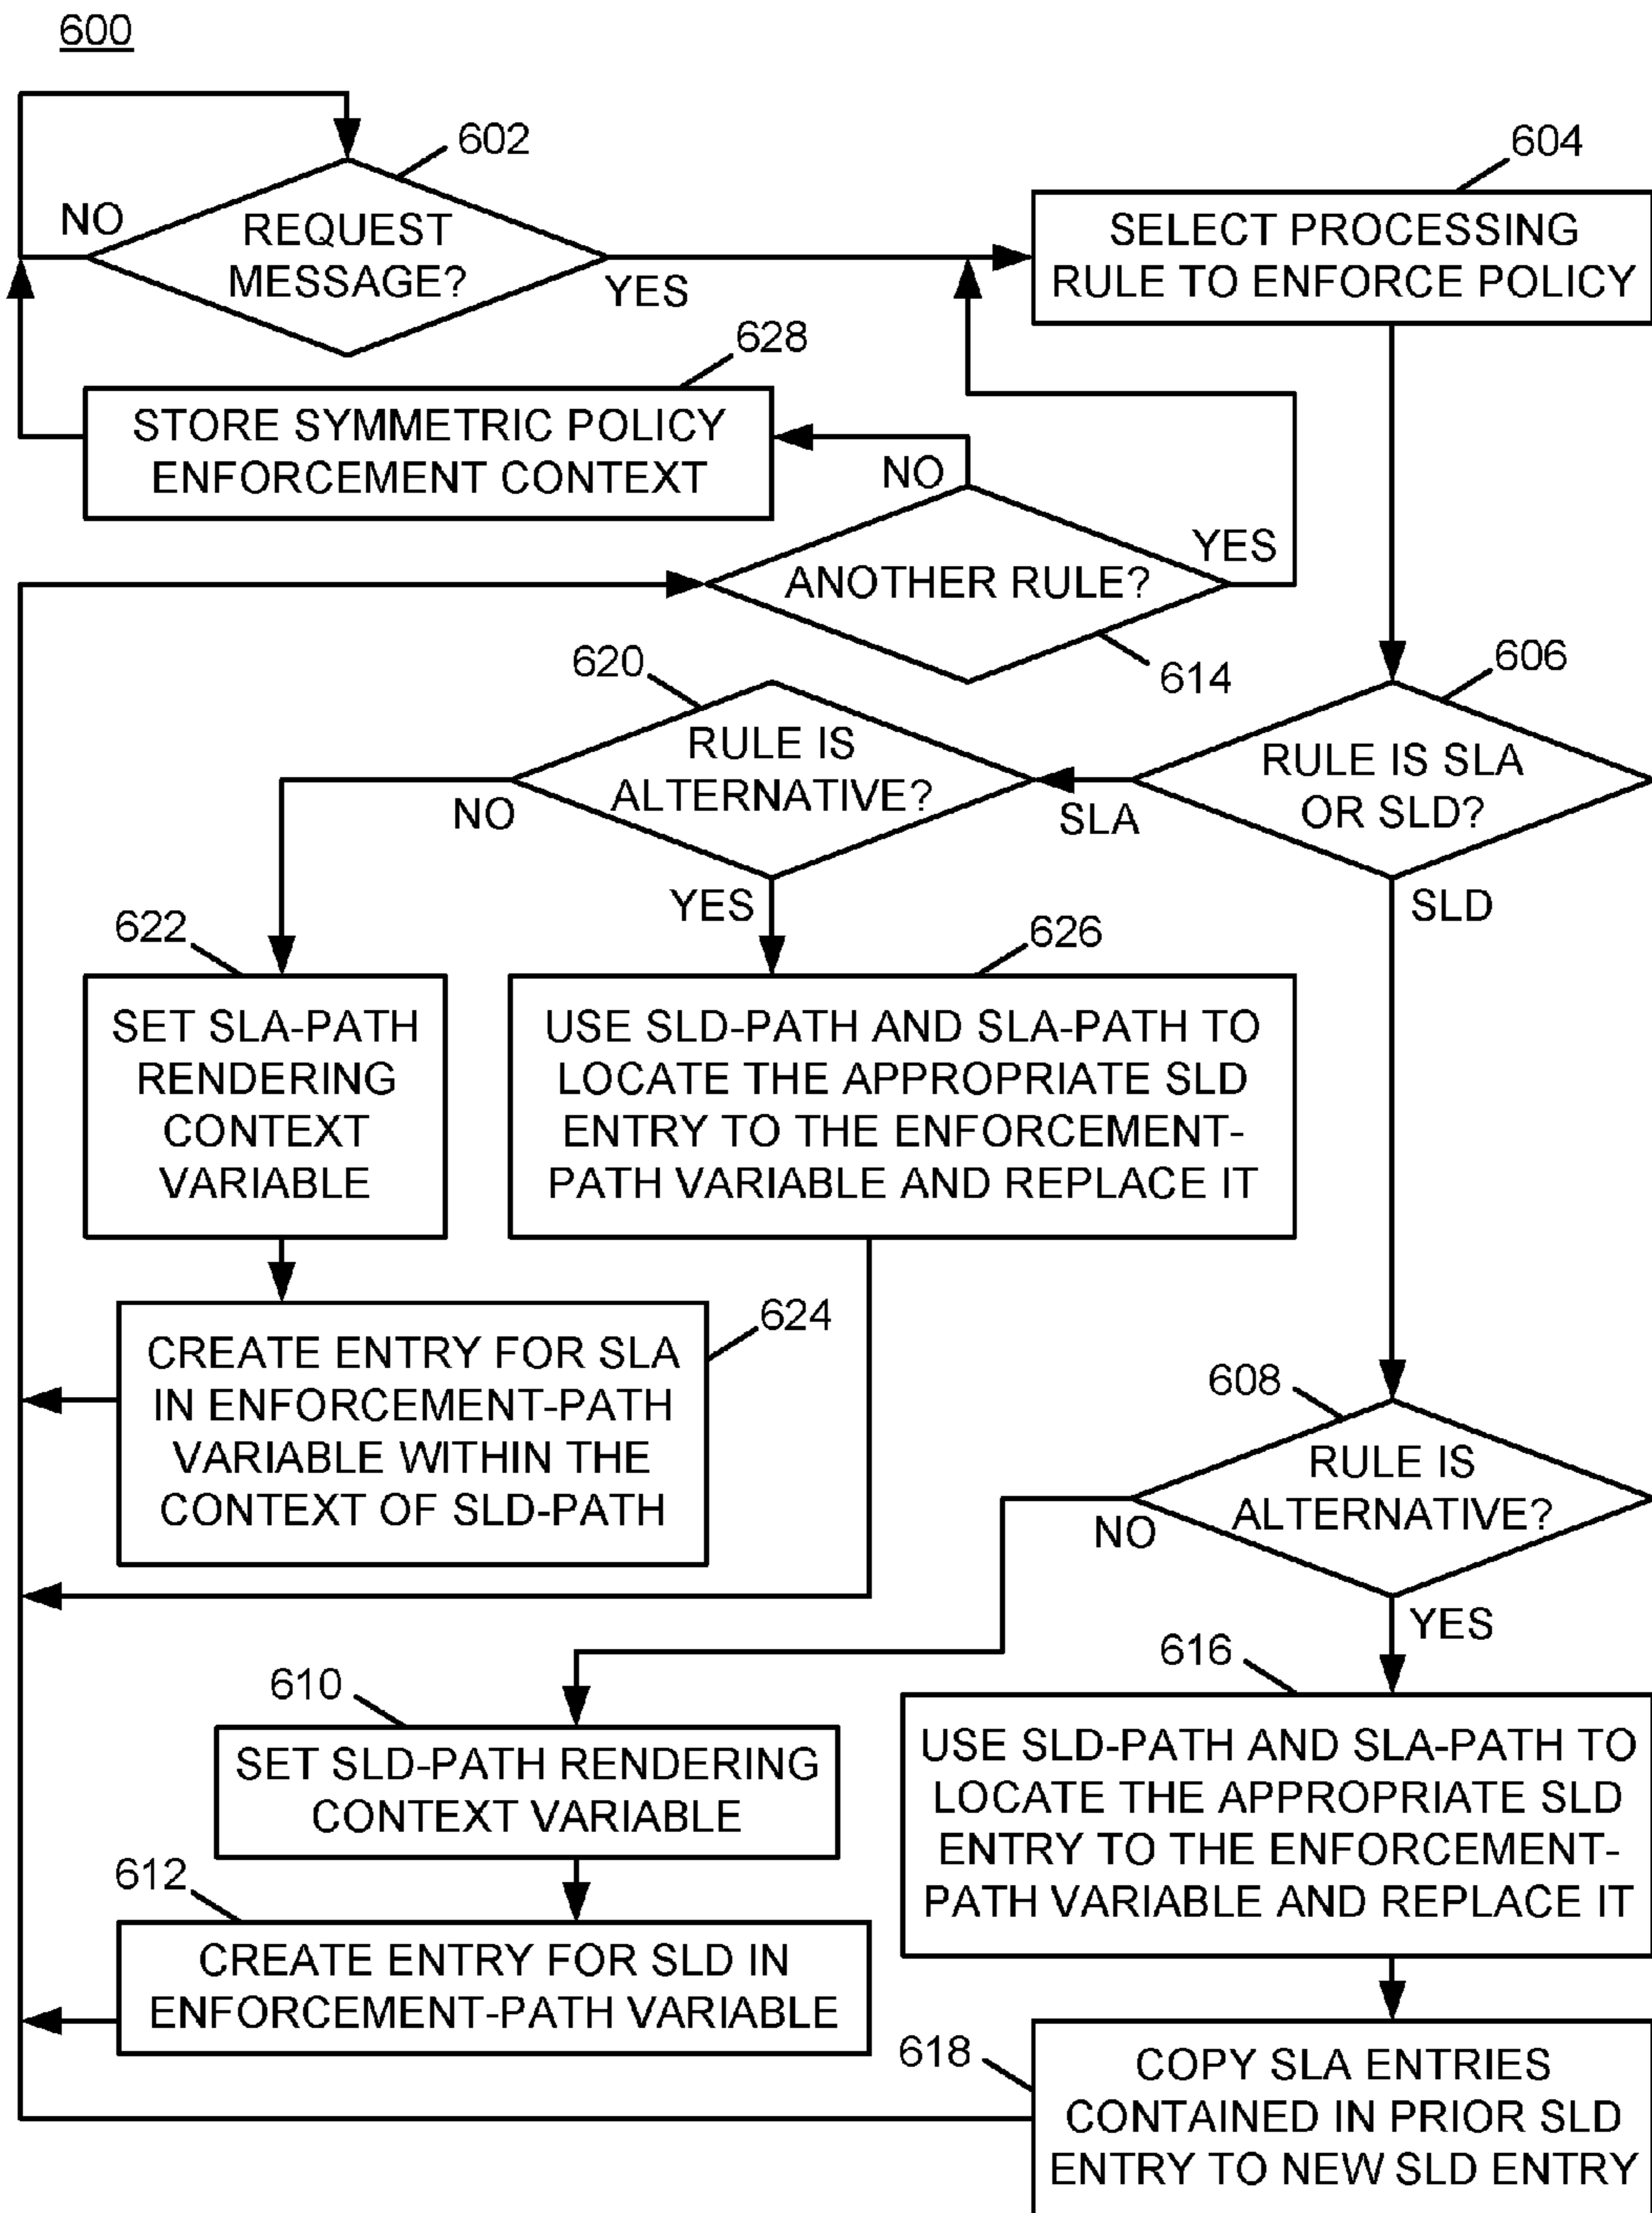 600
602
604
NO
REQUEST
MESSAGE?
YES
SELECT PROCESSING
RULE TO ENFORCE POLICY
628
STORE SYMMETRIC POLICY
ENFORCEMENT CONTEXT
NO
YES
ANOTHER RULE?
614
620
606
RULE IS
ALTERNATIVE?
NO
YES
SLA
RULE IS SLA
OR SLD?
SLD
622
626
SET SLA-PATH
RENDERING
CONTEXT
VARIABLE
USE SLD-PATH AND SLA-PATH TO
LOCATE THE APPROPRIATE SLD
ENTRY TO THE ENFORCEMENT-
PATH VARIABLE AND REPLACE IT
624
CREATE ENTRY FOR SLA
IN ENFORCEMENT-PATH
VARIABLE WITHIN THE
CONTEXT OF SLD-PATH
608
RULE IS
ALTERNATIVE?
NO
YES
610
616
SET SLD-PATH RENDERING
CONTEXT VARIABLE
USE SLD-PATH AND SLA-PATH TO
LOCATE THE APPROPRIATE SLD
ENTRY TO THE ENFORCEMENT-
PATH VARIABLE AND REPLACE IT
612
CREATE ENTRY FOR SLD IN
ENFORCEMENT-PATH VARIABLE
618
COPY SLA ENTRIES
CONTAINED IN PRIOR SLD
ENTRY TO NEW SLD ENTRY